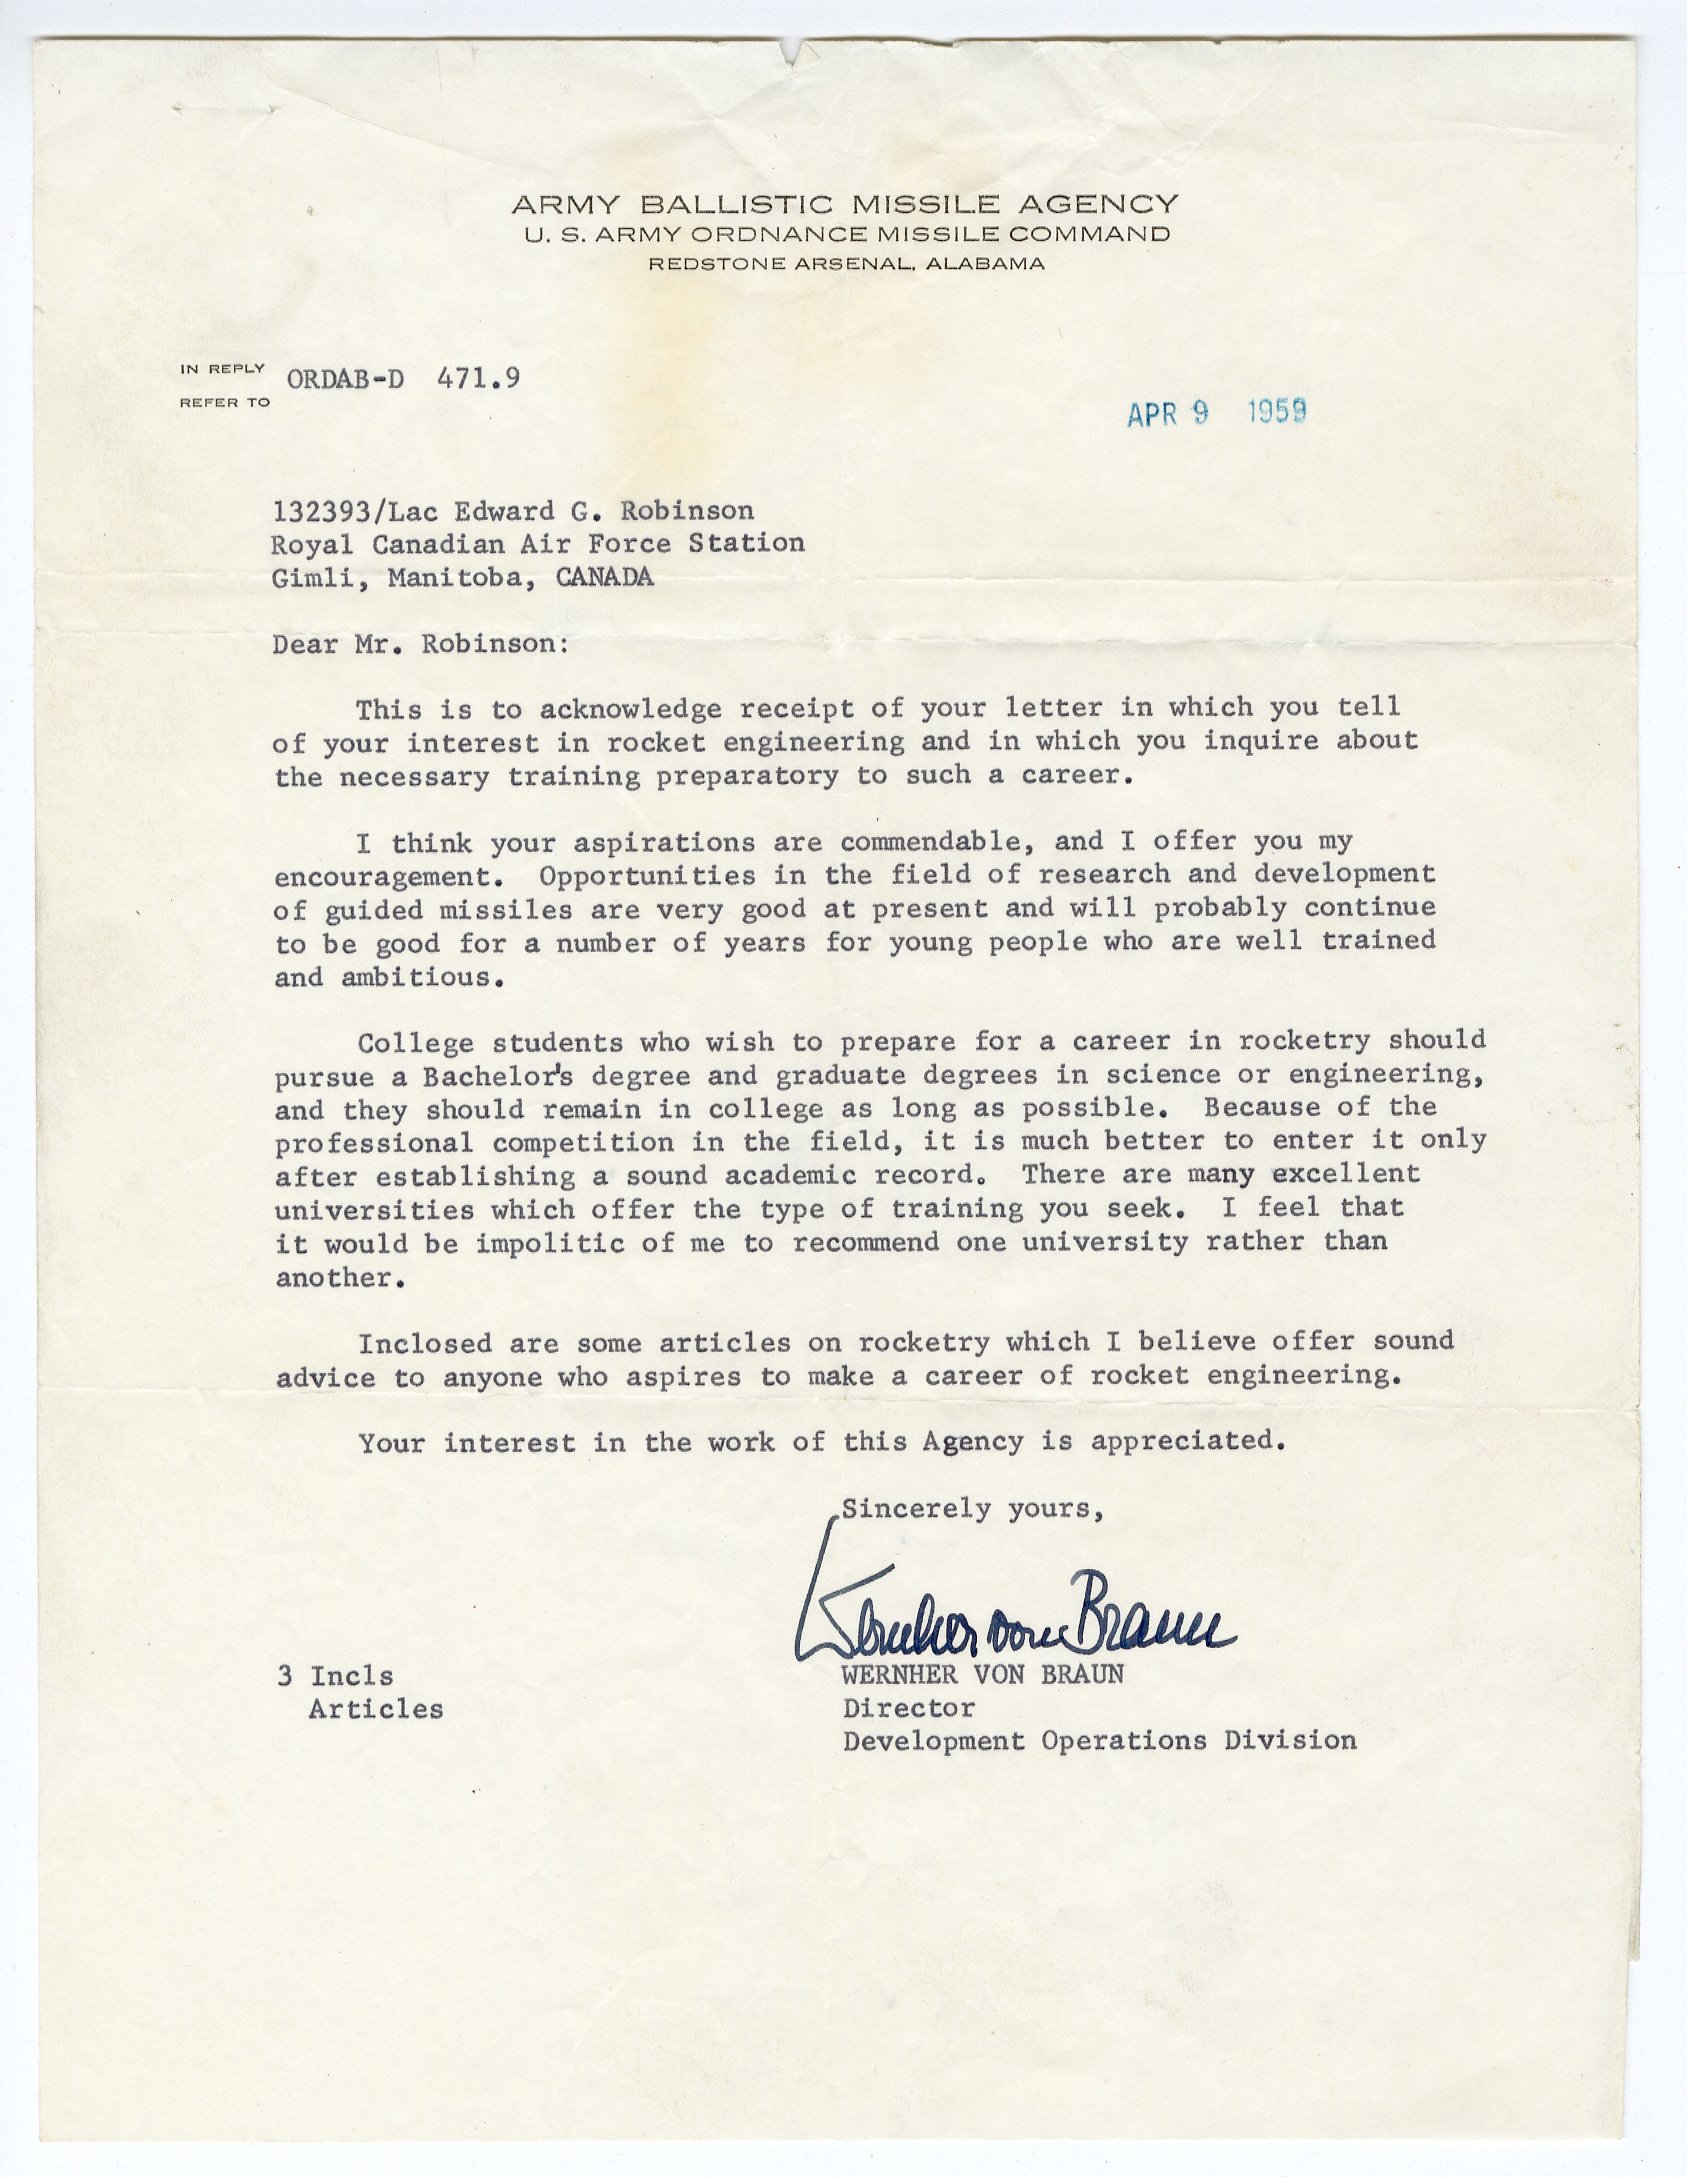 ARMY BALLISTIC MISSILE AGENCY
U. S. ARMY ORDNANCE MISSILE COMMAND
REDSTONE ARSENAL, ALABAMA
IN REPLY
REFER TO
ORDAB-D 471.9
APR 9 1959
132393/Lac Edward G. Robinson
Royal Canadian Air Force Station
Gimli, Manitoba, CANADA
Dear Mr. Robinson:
This is to acknowledge receipt of your letter in which you tell
of your interest in rocket engineering and in which you inquire about
the necessary training preparatory to such a career.
I think your aspirations are commendable, and I offer you my
encouragement. Opportunities in the field of research and development
of guided missiles are very good at present and will probably continue
to be good for a number of years for young people who are well trained
and ambitious.
College students who wish to prepare for a career in rocketry should
pursue a Bachelor's degree and graduate degrees in science or engineering,
and they should remain in college as long as possible. Because of the
professional competition in the field, it is much better to enter it only
after establishing a sound academic record. There are many excellent
universities which offer the type of training you seek. I feel that
it would be impolitic of me to recommend one university rather than
another.
Inclosed are some articles on rocketry which I believe offer sound
advice to anyone who aspires to make a career of rocket engineering.
Your interest in the work of this Agency is appreciated.
Sincerely yours,
Wernher von Braun
WERNHER VON BRAUN
Director
Development Operations Division
3 Incls
Articles